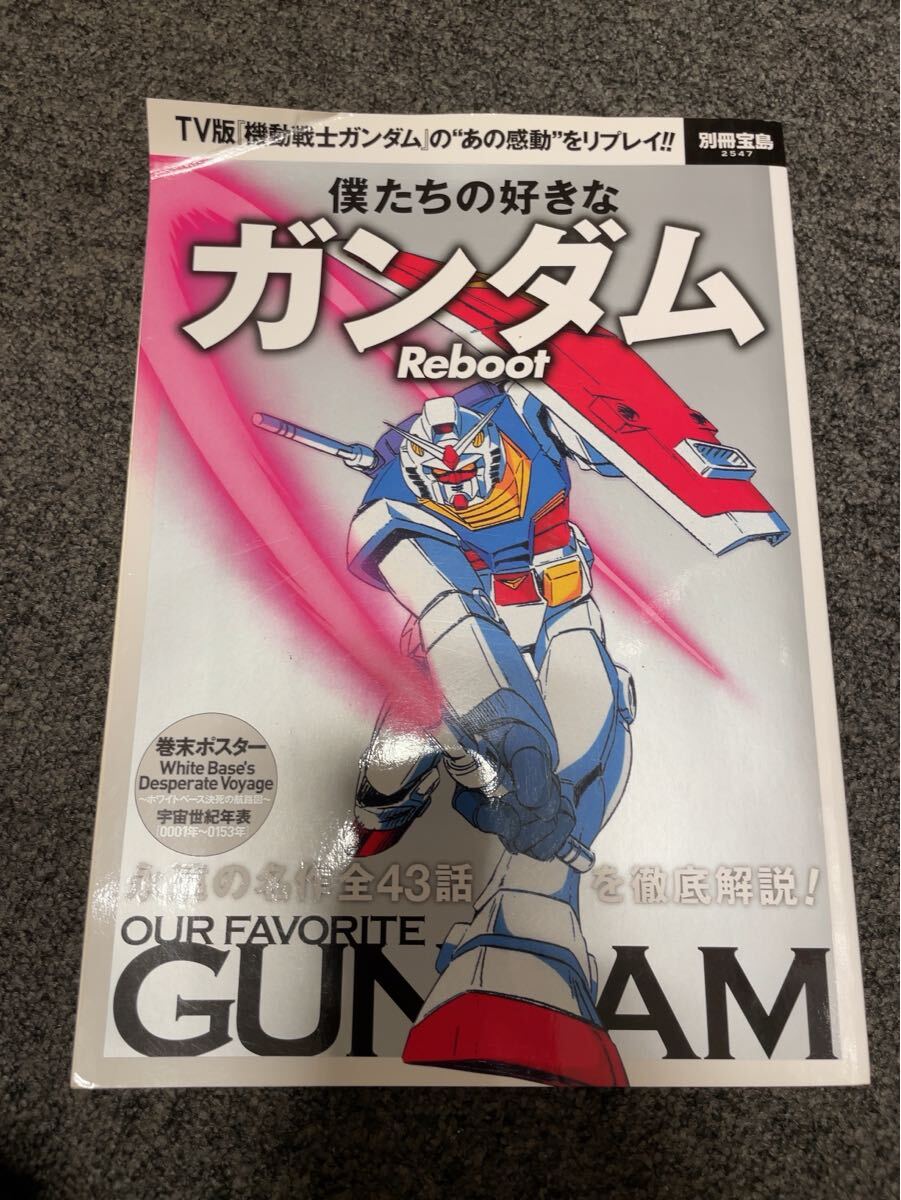 TV版『機動戦士ガンダム』の“あの感動”をリプレイ!!
別冊宝島
2547
僕たちの好きな
ガンダム
Reboot
巻末ポスター
White Base's
Desperate Voyage
~ホワイトベース決死の航路図~
宇宙世紀年表
[0001年~0153年]
永遠の名作全43話を徹底解説!
OUR FAVORITE
GUNDAM